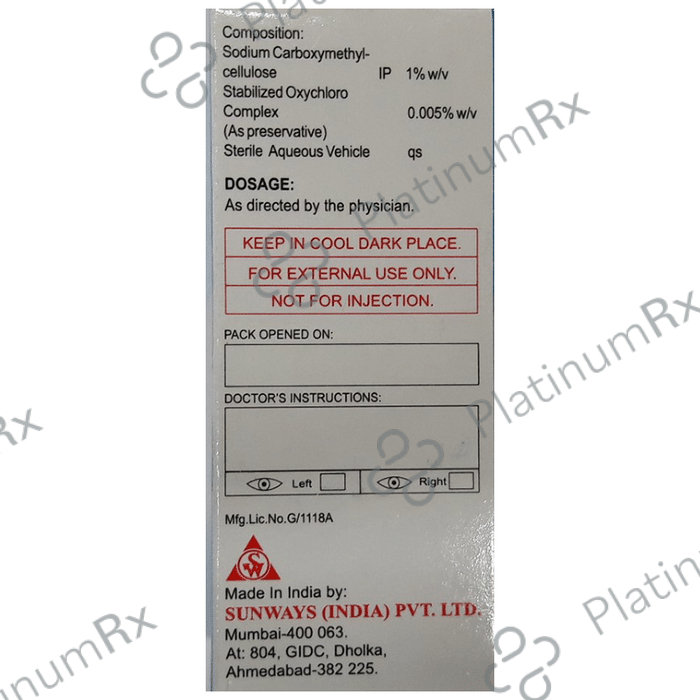 Composition:
Sodium Carboxymethyl-
cellulose IP 1% w/v
Stabilized Oxychloro
Complex 0.005% w/v
(As preservative)
Sterile Aqueous Vehicle qs
DOSAGE:
As directed by the physician.
KEEP IN COOL DARK PLACE.
FOR EXTERNAL USE ONLY.
NOT FOR INJECTION.
PACK OPENED ON:
DOCTOR'S INSTRUCTIONS:
Left Right
Mfg.Lic.No.G/1118A
SW
Made In India by:
SUNWAYS (INDIA) PVT. LTD.
Mumbai-400 063.
At: 804, GIDC, Dholka,
Ahmedabad-382 225.
PlatinumRx
PlatinumRx
PlatinumRx
PlatinumRx
Rx
tinumRx